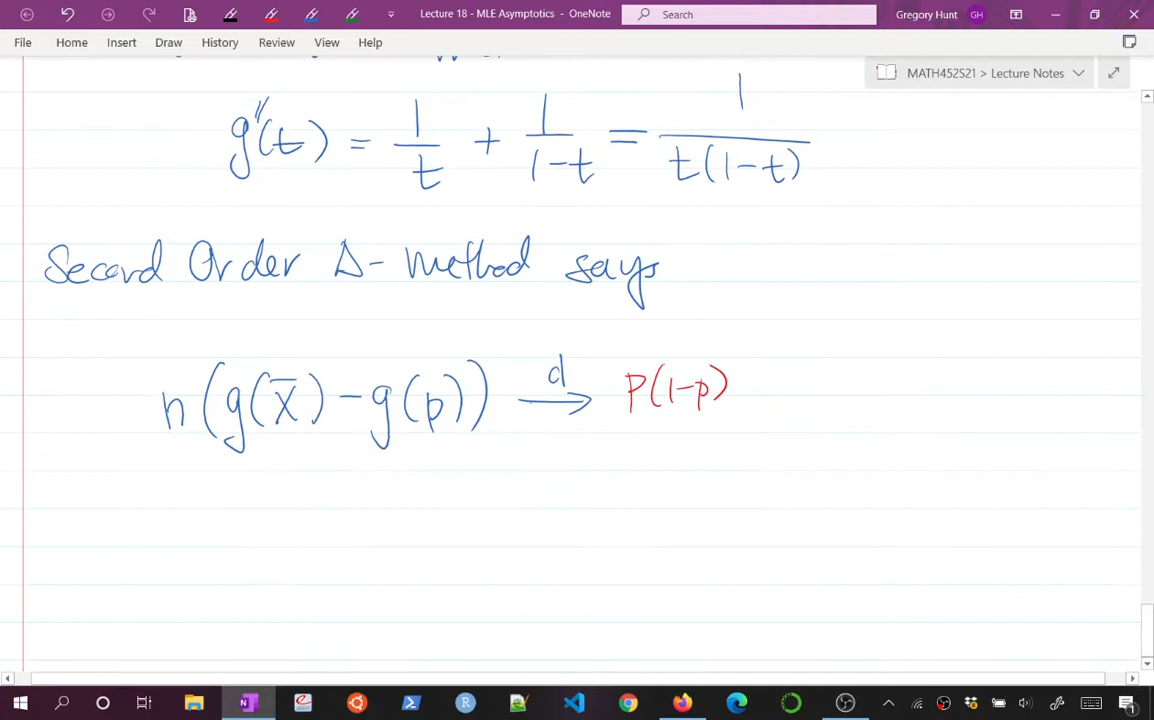 Lecture 18 - MLE Asymptotics - OneNote
Search
Gregory Hunt
GH
File Home Insert Draw History Review View Help
MATH452S21 > Lecture Notes
g''(t) = 1/t + 1/(1-t) = 1/(t(1-t))
Second Order Δ-method says
n(g(X̄) - g(p)) →d p(1-p)